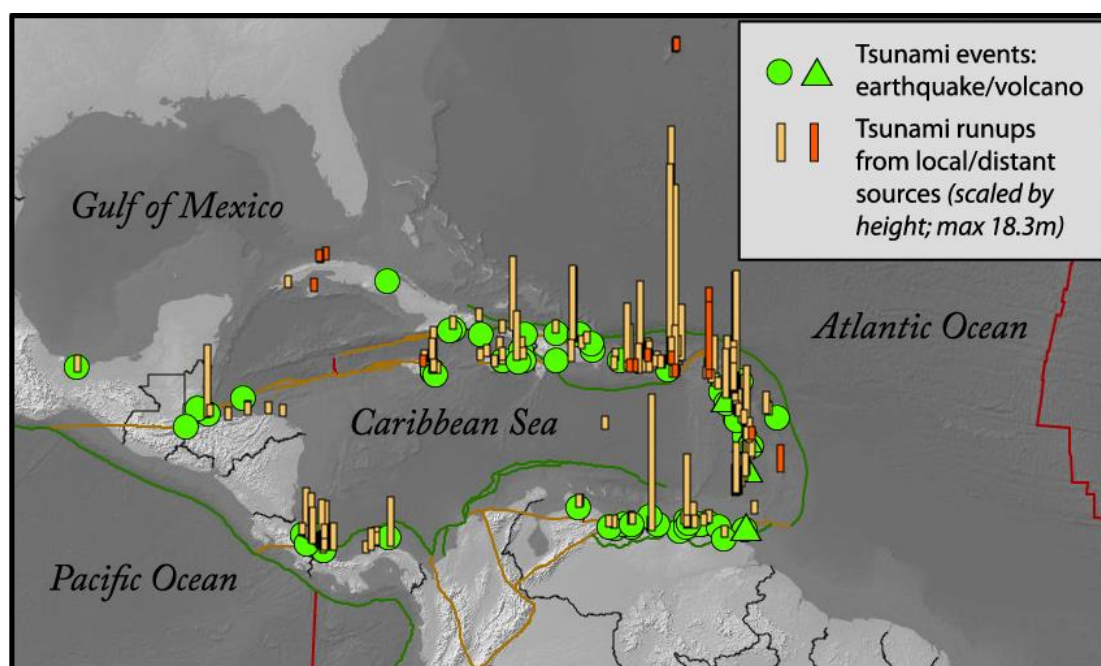 Tsunami events:
earthquake/volcano
Tsunami runups
from local/distant
sources (scaled by
height; max 18.3m)
Gulf of Mexico
Atlantic Ocean
Caribbean Sea
Pacific Ocean